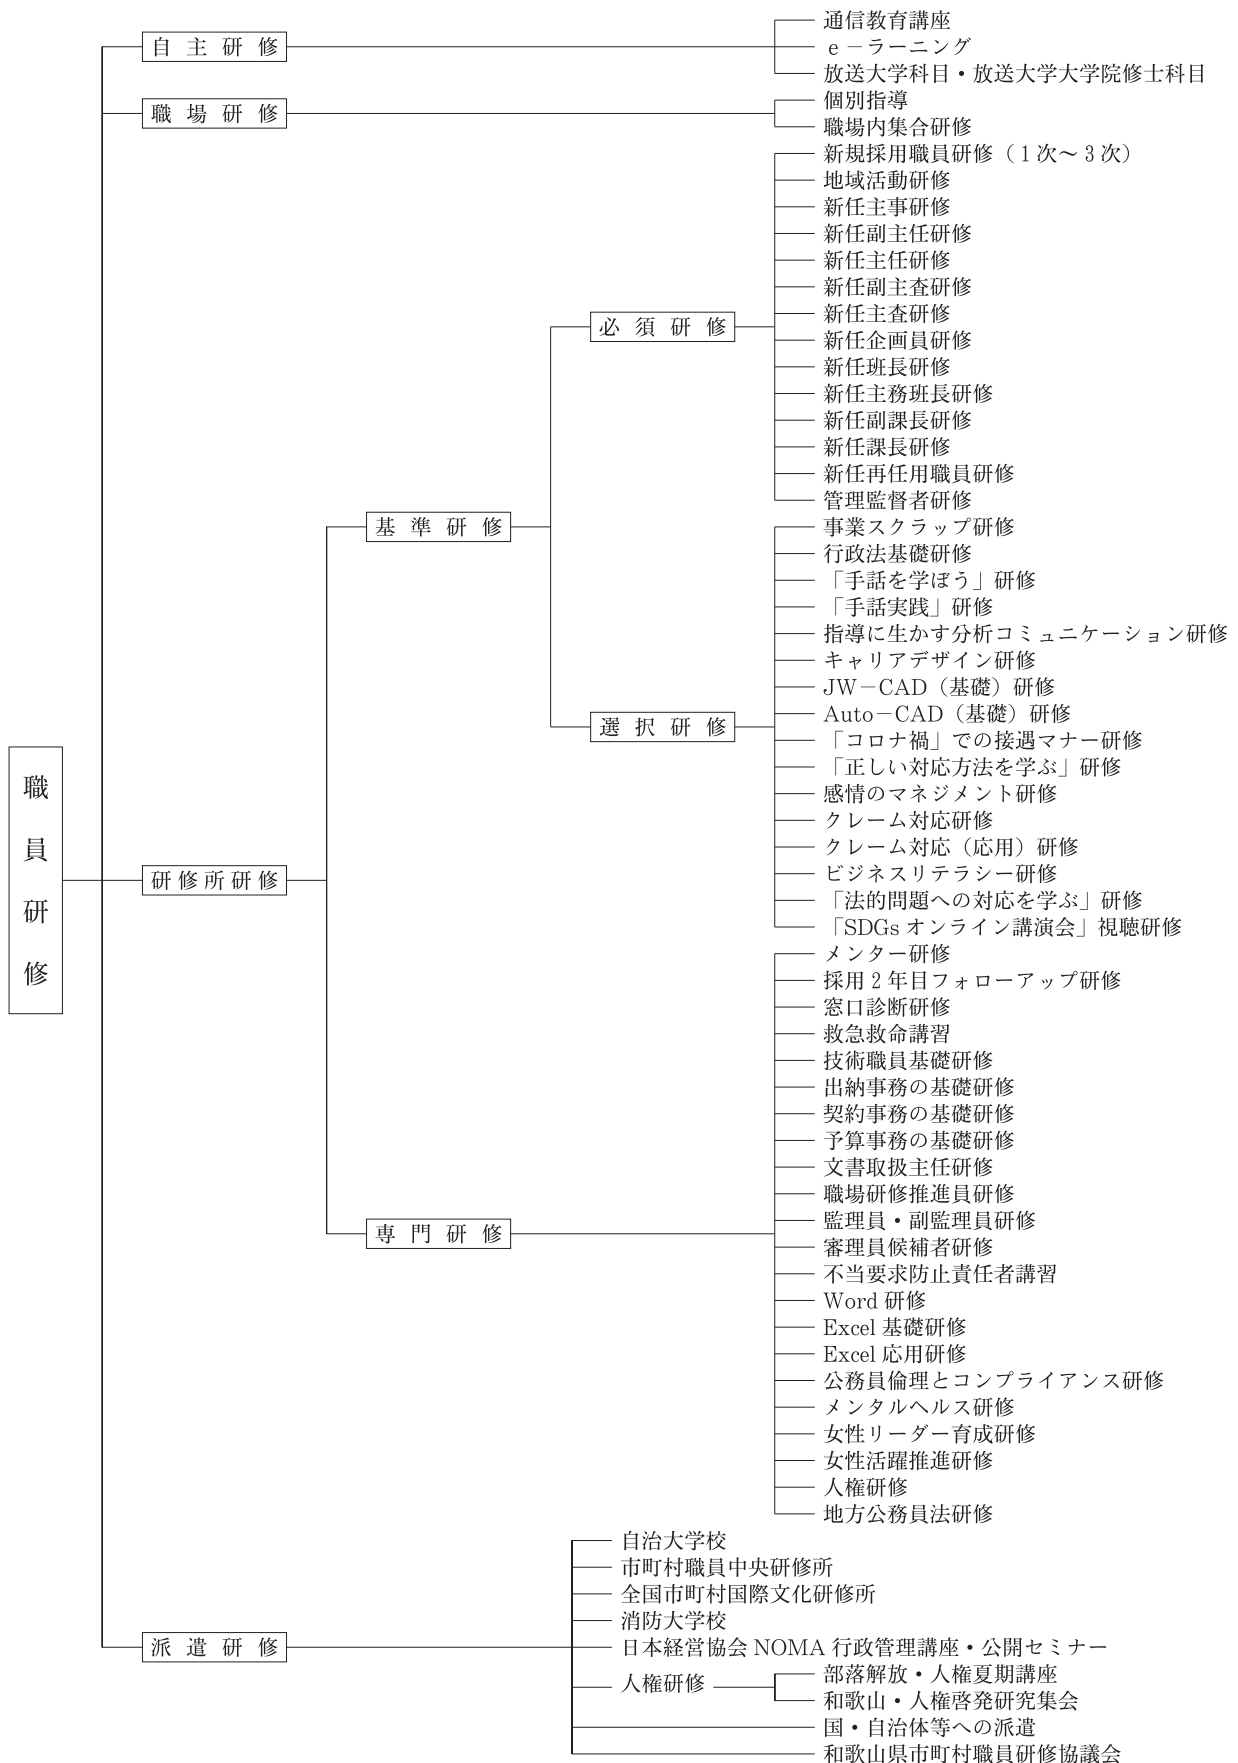 職員研修
自主研修
通信教育講座
e－ラーニング
放送大学科目・放送大学大学院修士科目
職場研修
個別指導
職場内集合研修
研修所研修
基準研修
必須研修
新規採用職員研修（1次～3次）
地域活動研修
新任主事研修
新任副主任研修
新任主任研修
新任副主査研修
新任主査研修
新任企画員研修
新任班長研修
新任主務班長研修
新任副課長研修
新任課長研修
新任再任用職員研修
管理監督者研修
選択研修
事業スクラップ研修
行政法基礎研修
「手話を学ぼう」研修
「手話実践」研修
指導に生かす分析コミュニケーション研修
キャリアデザイン研修
JW－CAD（基礎）研修
Auto－CAD（基礎）研修
「コロナ禍」での接遇マナー研修
「正しい対応方法を学ぶ」研修
感情のマネジメント研修
クレーム対応研修
クレーム対応（応用）研修
ビジネスリテラシー研修
「法的問題への対応を学ぶ」研修
「SDGsオンライン講演会」視聴研修
専門研修
メンター研修
採用2年目フォローアップ研修
窓口診断研修
救急救命講習
技術職員基礎研修
出納事務の基礎研修
契約事務の基礎研修
予算事務の基礎研修
文書取扱主任研修
職場研修推進員研修
監理員・副監理員研修
審理員候補者研修
不当要求防止責任者講習
Word研修
Excel基礎研修
Excel応用研修
公務員倫理とコンプライアンス研修
メンタルヘルス研修
女性リーダー育成研修
女性活躍推進研修
人権研修
地方公務員法研修
派遣研修
自治大学校
市町村職員中央研修所
全国市町村国際文化研修所
消防大学校
日本経営協会NOMA行政管理講座・公開セミナー
人権研修
部落解放・人権夏期講座
和歌山・人権啓発研究集会
国・自治体等への派遣
和歌山県市町村職員研修協議会